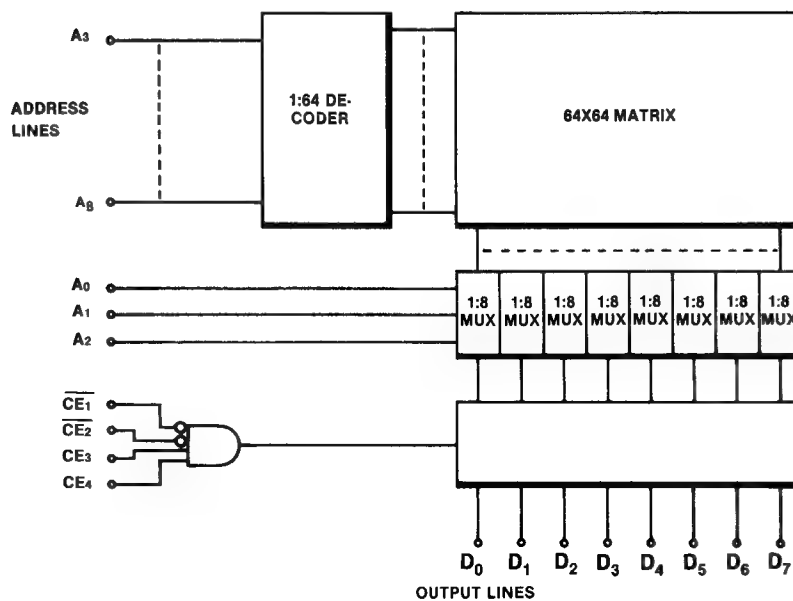 A3
ADDRESS
LINES
A8
1:64 DE-
CODER
64X64 MATRIX
A0
A1
A2
1:8 MUX
1:8 MUX
1:8 MUX
1:8 MUX
1:8 MUX
1:8 MUX
1:8 MUX
1:8 MUX
CE1
CE2
CE3
CE4
D0 D1 D2 D3 D4 D5 D6 D7
OUTPUT LINES